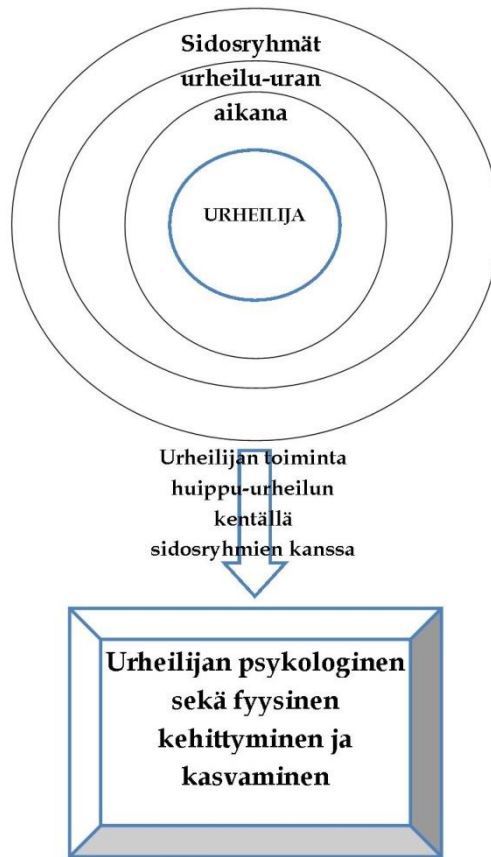 Sidosryhmät
urheilu-uran
aikana
URHEILIJA
Urheilijan toiminta
huippu-urheilun
kentällä
sidosryhmien kanssa
Urheilijan psykologinen
sekä fyysinen
kehittyminen ja
kasvaminen